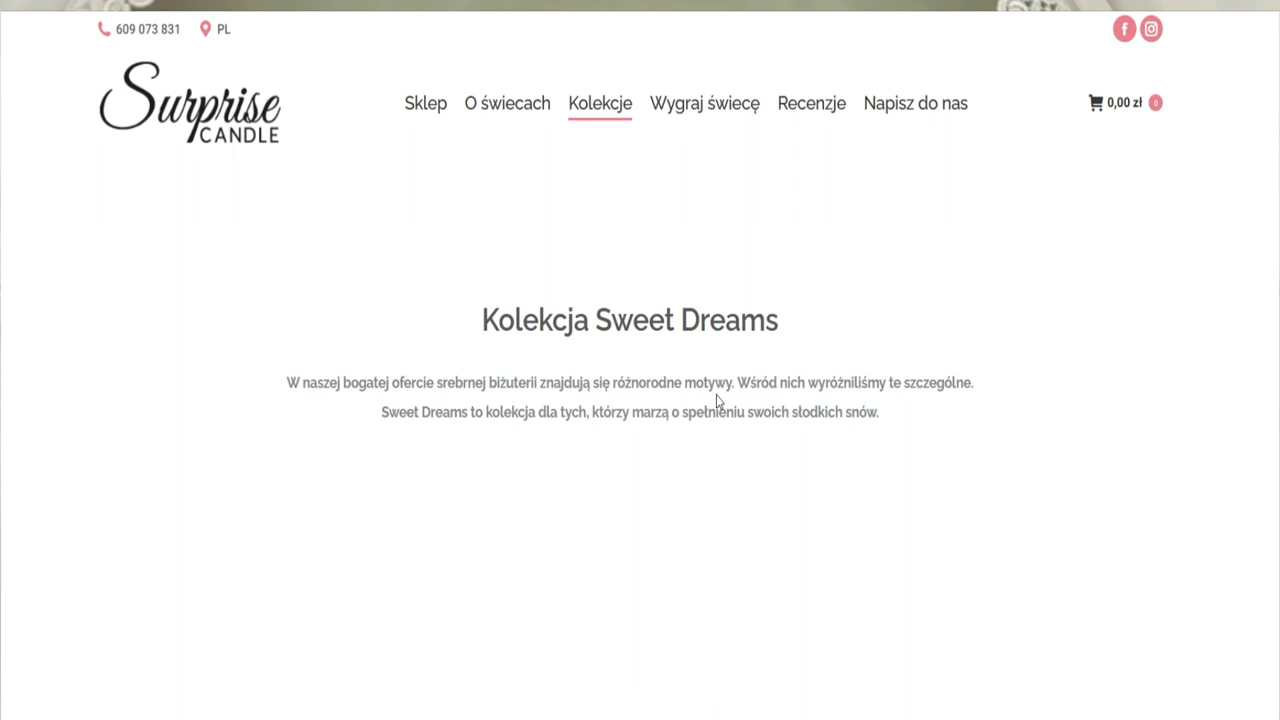 609 073 831 PL
Surprise
CANDLE
Sklep O świecach Kolekcje Wygraj świecę Recenzje Napisz do nas 0,00 zł 0
Kolekcja Sweet Dreams
W naszej bogatej ofercie srebrnej biżuterii znajdują się różnorodne motywy. Wśród nich wyróżniliśmy te szczególne.
Sweet Dreams to kolekcja dla tych, którzy marzą o spełnieniu swoich słodkich snów.